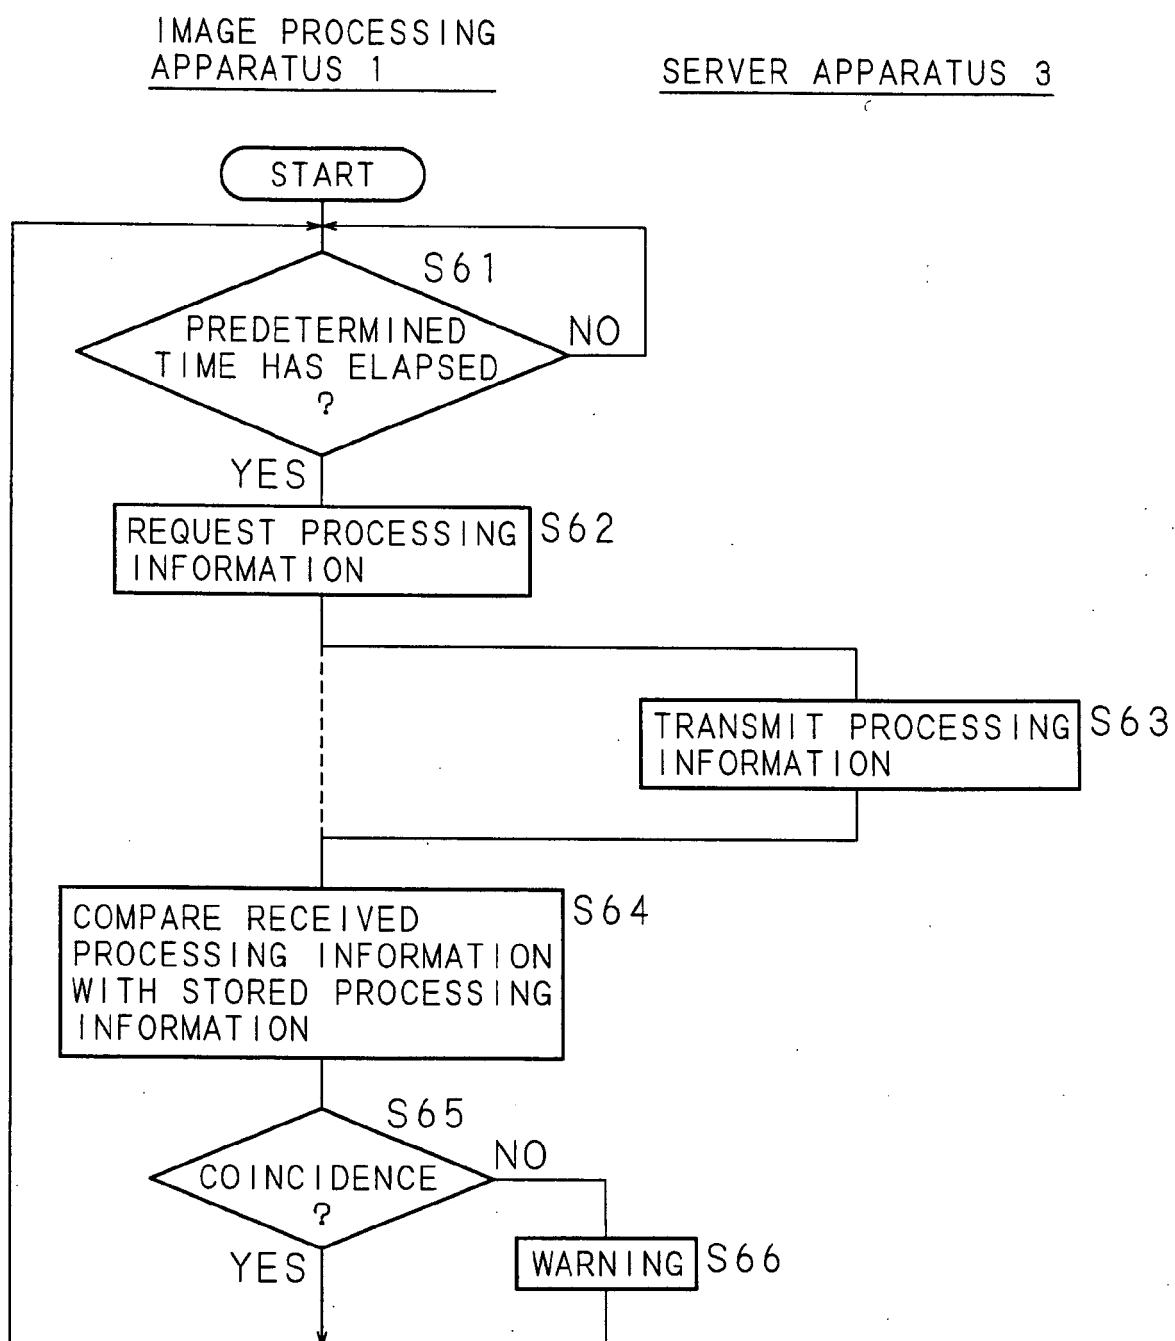 IMAGE PROCESSING
APPARATUS 1
SERVER APPARATUS 3
START
S61
PREDETERMINED
TIME HAS ELAPSED
?
NO
YES
REQUEST PROCESSING
INFORMATION
S62
TRANSMIT PROCESSING
INFORMATION
S63
COMPARE RECEIVED
PROCESSING INFORMATION
WITH STORED PROCESSING
INFORMATION
S64
S65
COINCIDENCE
?
NO
YES
WARNING
S66